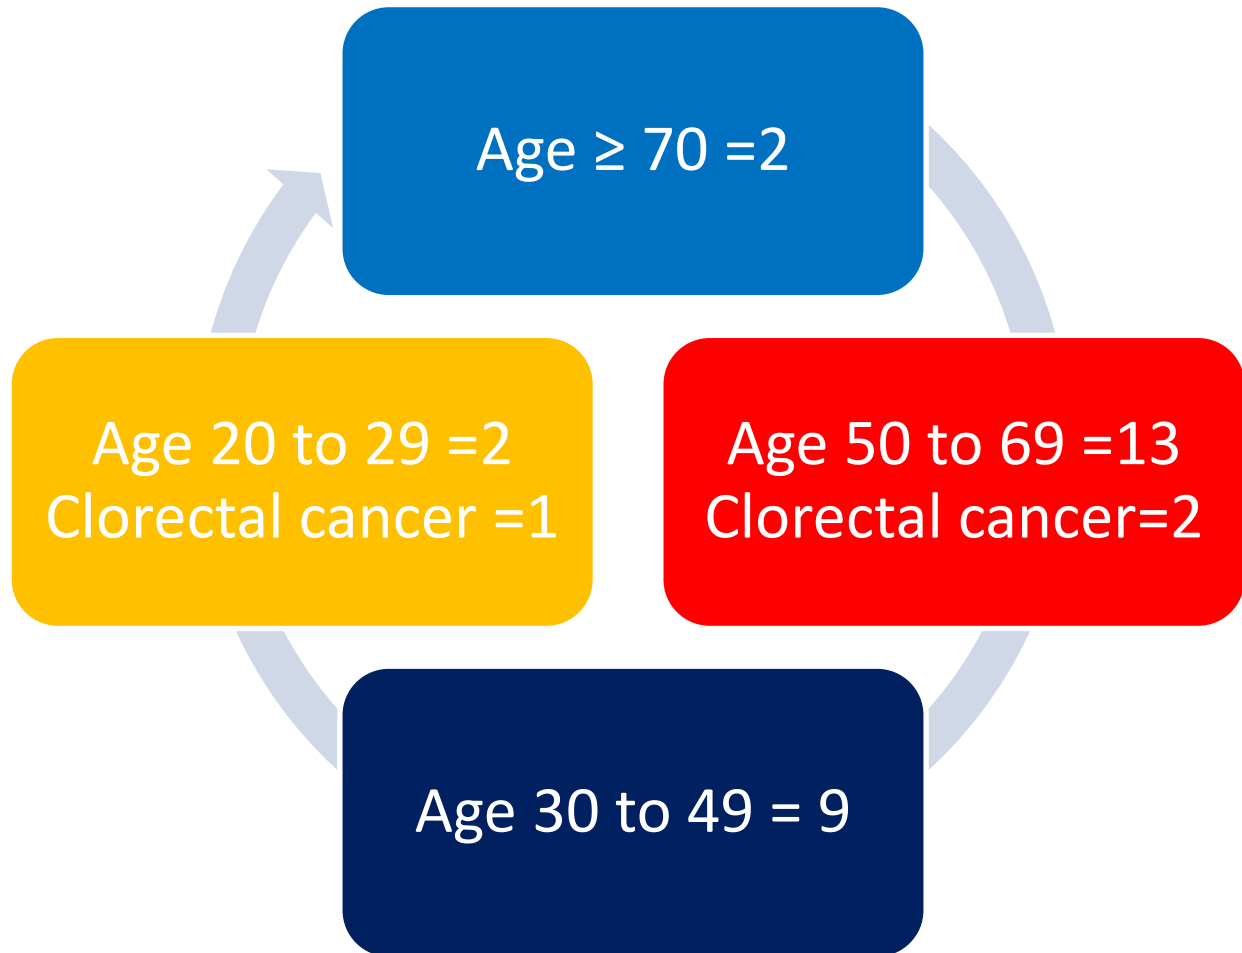 Age ≥ 70 =2
Age 20 to 29 =2
Clorectal cancer =1
Age 50 to 69 =13
Clorectal cancer=2
Age 30 to 49 = 9